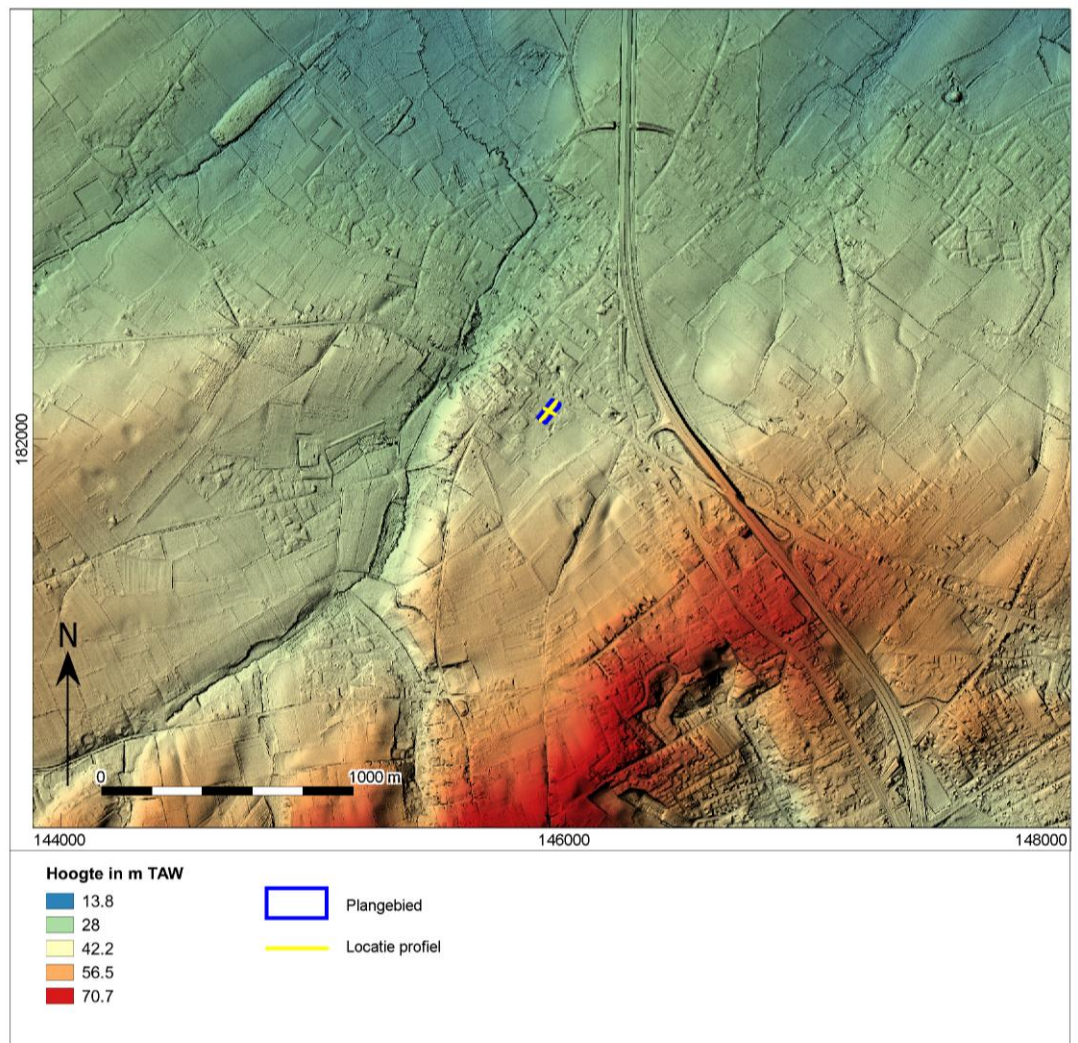 182000
N
0 1000 m
144000 146000 148000
Hoogte in m TAW
13.8
28
42.2
56.5
70.7
Plangebied
Locatie profiel